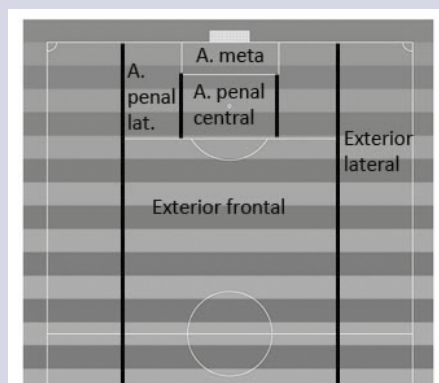 A. meta
A.
penal
lat.
A. penal
central
Exterior
lateral
Exterior frontal